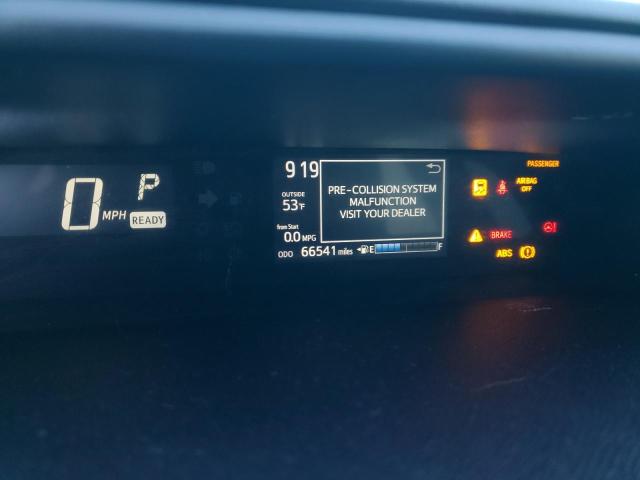 0 MPH
P
READY
9 19
OUTSIDE
53°F
from Start
0.0 MPG
ODO 66541 miles
E F
PRE-COLLISION SYSTEM
MALFUNCTION
VISIT YOUR DEALER
PASSENGER
AIRBAG
OFF
BRAKE
ABS